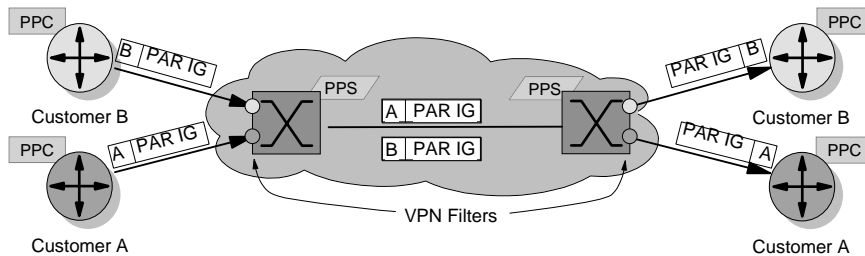 PPC
B PAR IG
Customer B
PPC
A PAR IG
Customer A
PPS
A PAR IG
B PAR IG
PPS
VPN Filters
PAR IG B
PPC
Customer B
PAR IG A
PPC
Customer A